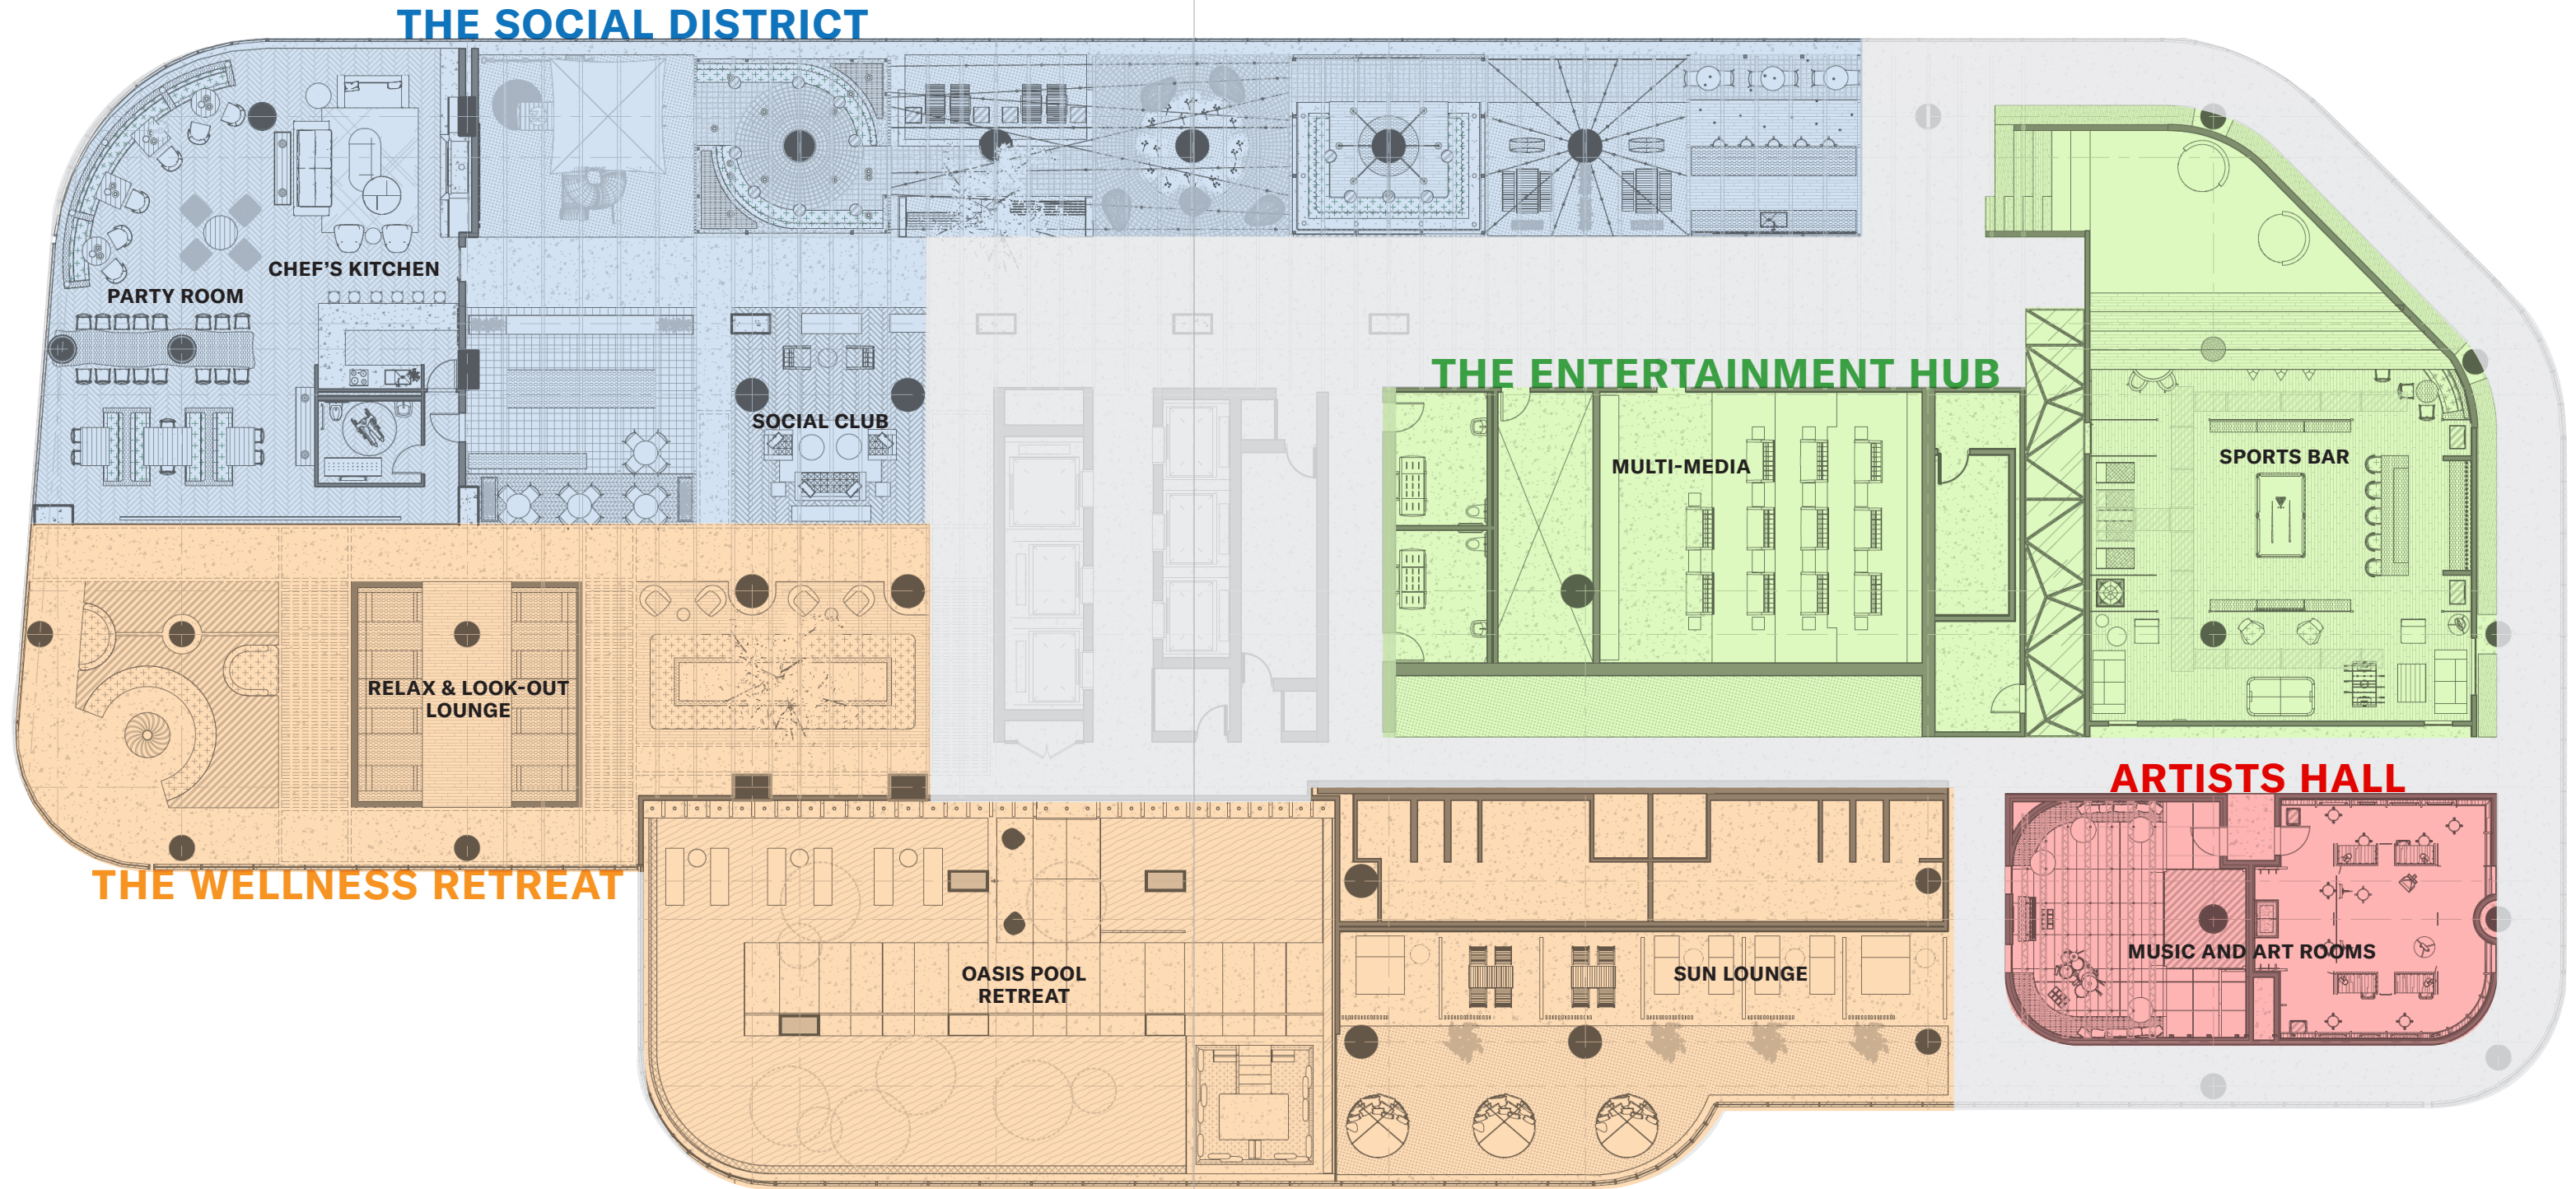 THE SOCIAL DISTRICT
CHEF'S KITCHEN
PARTY ROOM
SOCIAL CLUB
THE ENTERTAINMENT HUB
MULTI-MEDIA
SPORTS BAR
RELAX & LOOK-OUT
LOUNGE
THE WELLNESS RETREAT
ARTISTS HALL
MUSIC AND ART ROOMS
OASIS POOL
RETREAT
SUN LOUNGE